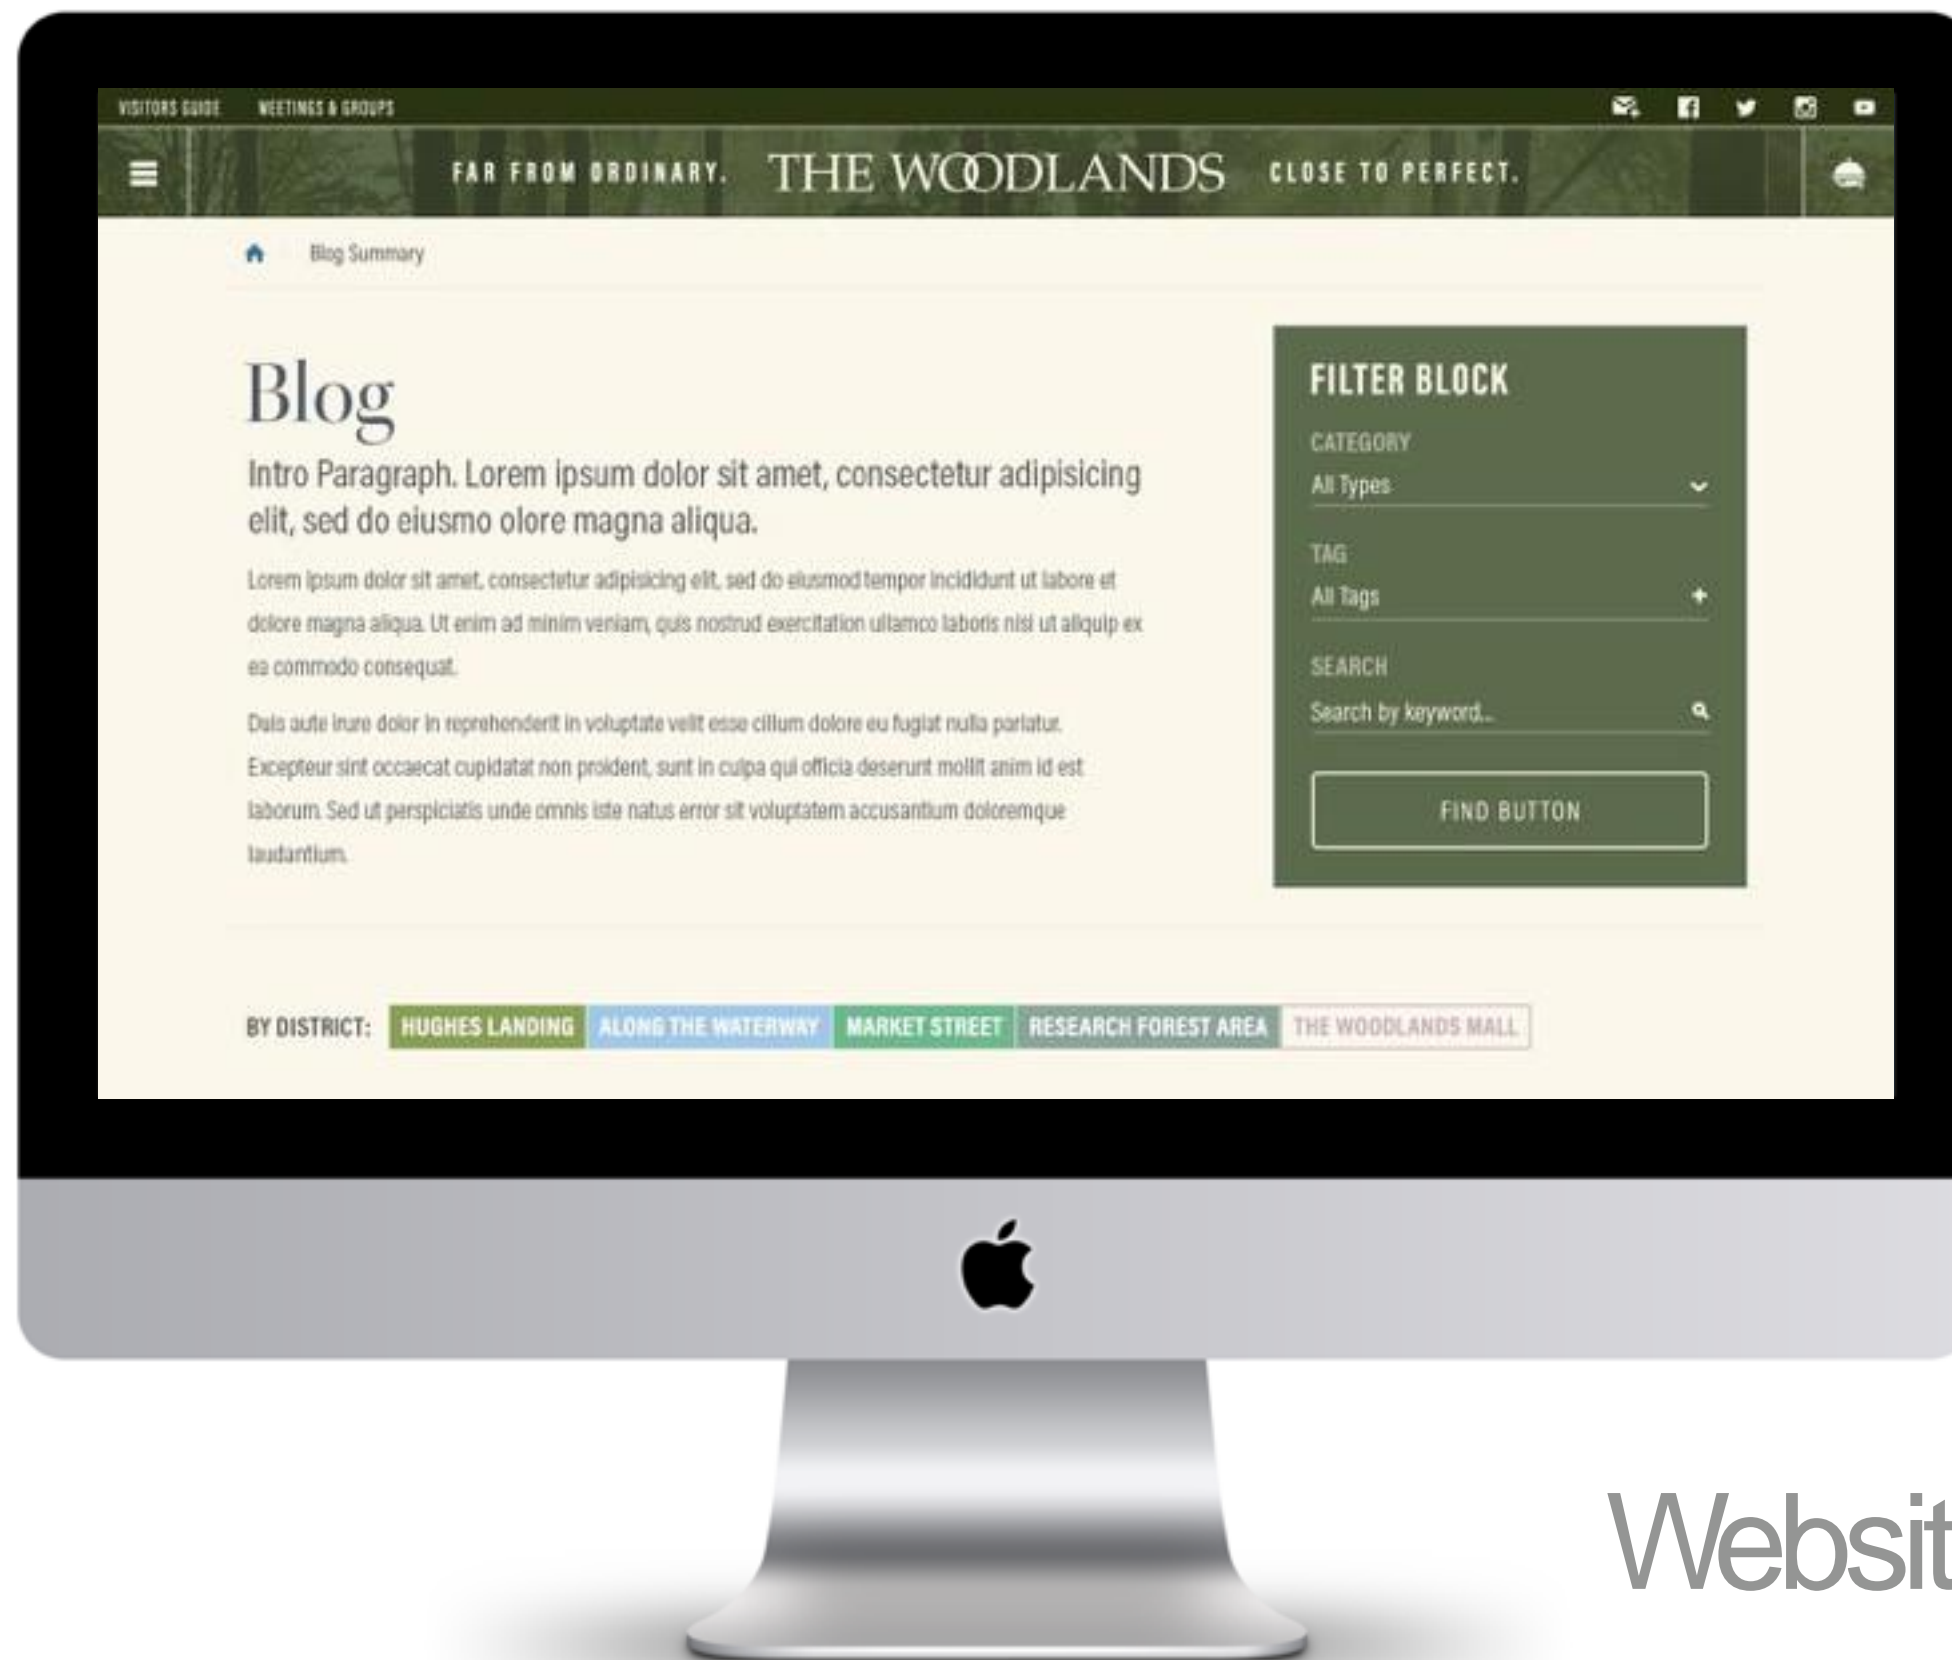 VISITORS GUIDE MEETINGS & GROUPS
FAR FROM ORDINARY. THE WOODLANDS CLOSE TO PERFECT.
Blog Summary
Blog
Intro Paragraph. Lorem ipsum dolor sit amet, consectetur adipisicing
elit, sed do eiusmo olore magna aliqua.
Lorem ipsum dolor sit amet, consectetur adipisicing elit, sed do eiusmod tempor incididunt ut labore et
dolore magna aliqua. Ut enim ad minim veniam, quis nostrud exercitation ullamco laboris nisi ut aliquip ex
ea commodo consequat.
Duis aute irure dolor in reprehenderit in voluptate velit esse cillum dolore eu fugiat nulla pariatur.
Excepteur sint occaecat cupidatat non proident, sunt in culpa qui officia deserunt mollit anim id est
laborum. Sed ut perspiciatis unde omnis iste natus error sit voluptatem accusantium doloremque
laudantium.
FILTER BLOCK
CATEGORY
All Types
TAG
All Tags
SEARCH
Search by keyword...
FIND BUTTON
BY DISTRICT: HUGHES LANDING ALONG THE WATERWAY MARKET STREET RESEARCH FOREST AREA THE WOODLANDS MALL
Websit